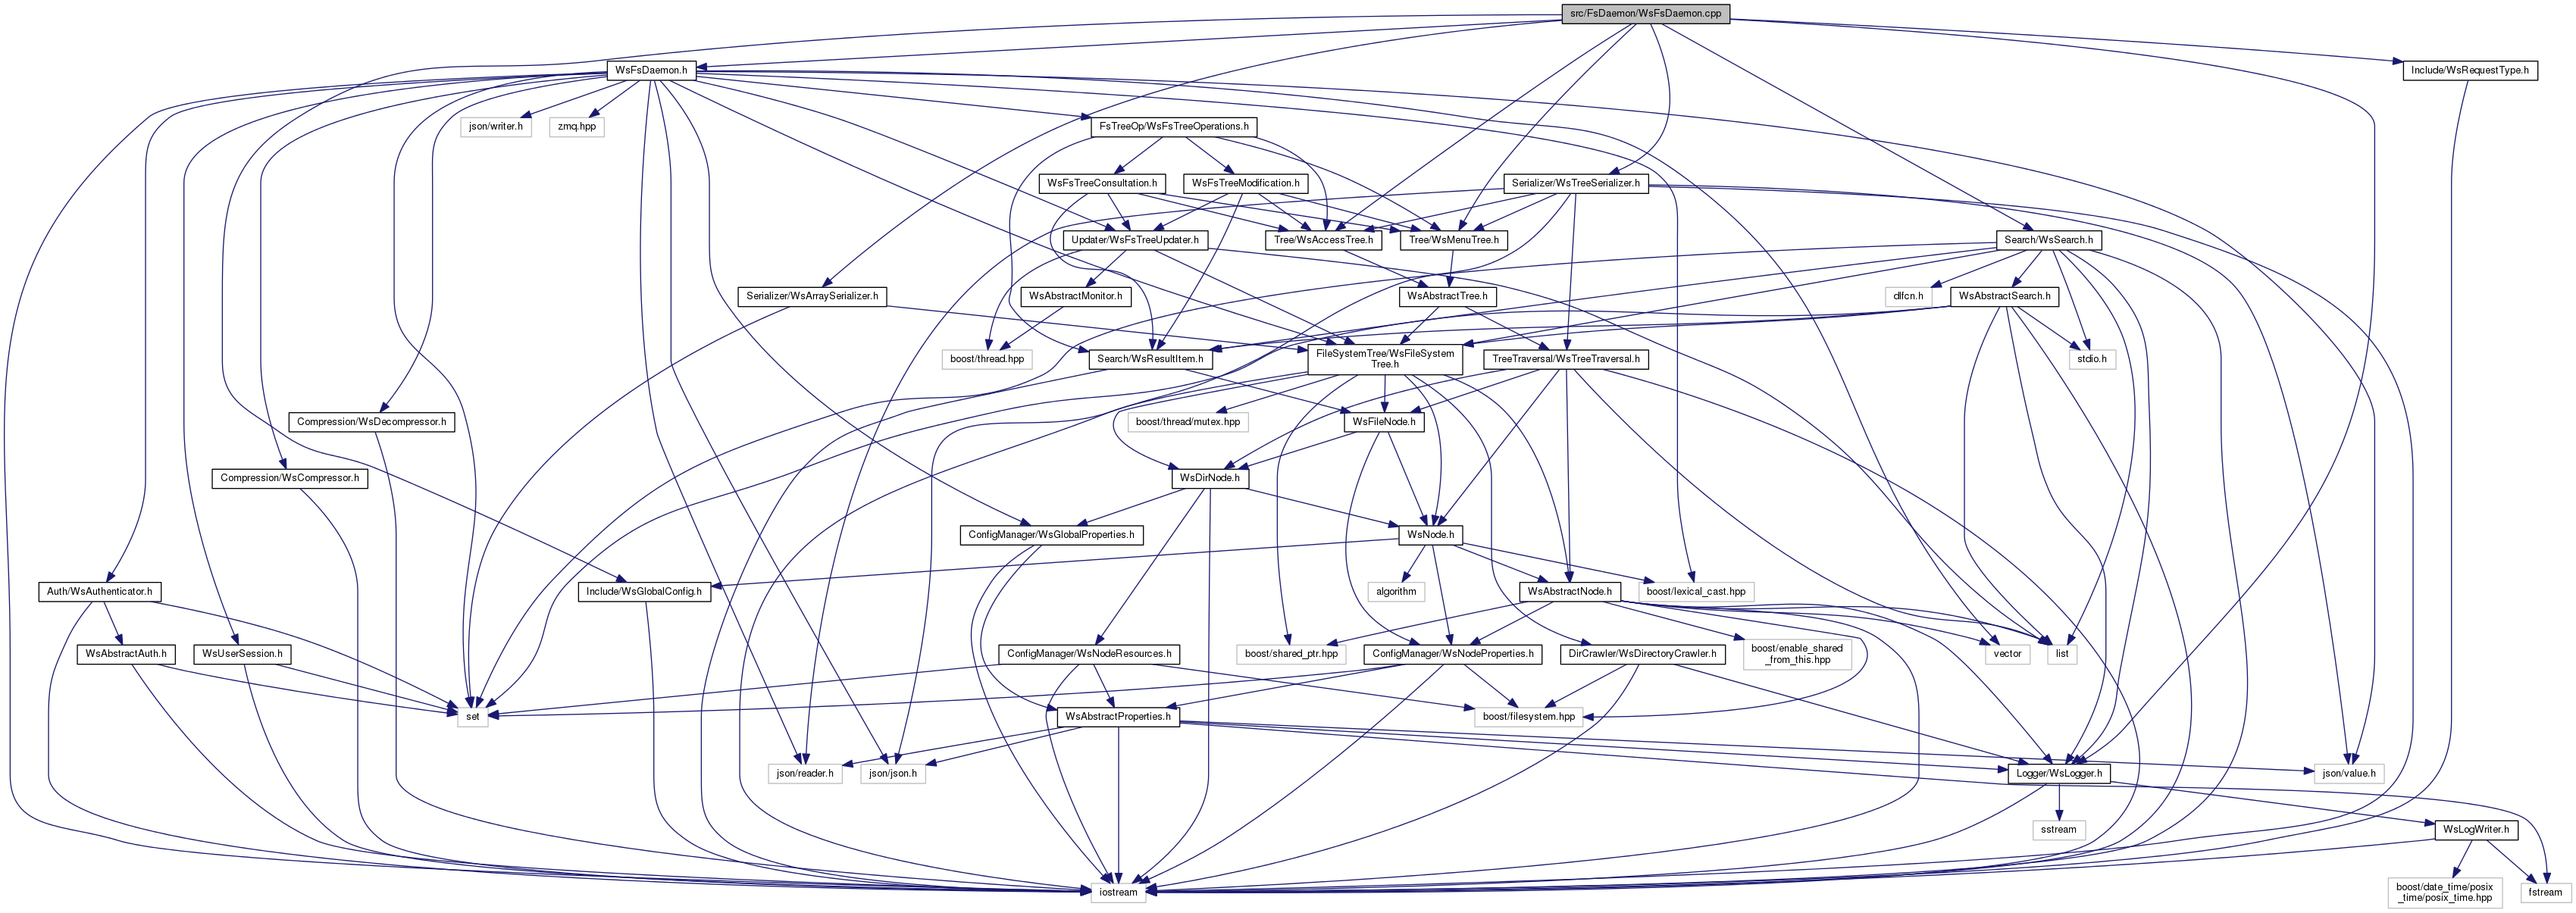 src/FsDaemon/WsFsDaemon.cpp
WsFsDaemon.h
Include/WsRequestType.h
json/writer.h
zmq.hpp
FsTreeOp/WsFsTreeOperations.h
WsFsTreeConsultation.h
WsFsTreeModification.h
Serializer/WsTreeSerializer.h
Updater/WsFsTreeUpdater.h
Tree/WsAccessTree.h
Tree/WsMenuTree.h
Search/WsSearch.h
Serializer/WsArraySerializer.h
WsAbstractMonitor.h
WsAbstractTree.h
dlfcn.h
WsAbstractSearch.h
boost/thread.hpp
Search/WsResultItem.h
FileSystemTree/WsFileSystem
Tree.h
TreeTraversal/WsTreeTraversal.h
stdio.h
Compression/WsDecompressor.h
boost/thread/mutex.hpp
WsFileNode.h
Compression/WsCompressor.h
WsDirNode.h
ConfigManager/WsGlobalProperties.h
WsNode.h
Auth/WsAuthenticator.h
Include/WsGlobalConfig.h
algorithm
WsAbstractNode.h
boost/lexical_cast.hpp
WsAbstractAuth.h
WsUserSession.h
ConfigManager/WsNodeResources.h
boost/shared_ptr.hpp
ConfigManager/WsNodeProperties.h
DirCrawler/WsDirectoryCrawler.h
boost/enable_shared
_from_this.hpp
vector
list
set
WsAbstractProperties.h
boost/filesystem.hpp
json/reader.h
json/json.h
Logger/WsLogger.h
json/value.h
sstream
WsLogWriter.h
iostream
boost/date_time/posix
_time/posix_time.hpp
fstream